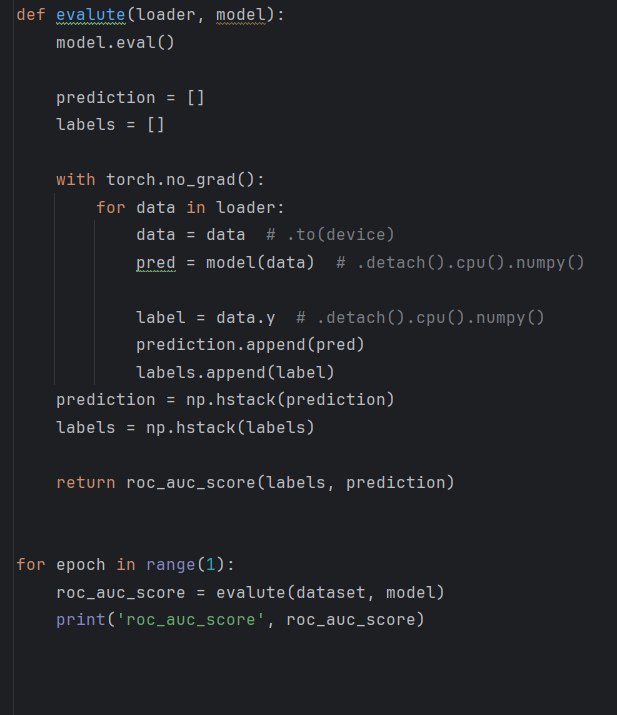 def evalute(loader, model):
    model.eval()

    prediction = []
    labels = []

    with torch.no_grad():
        for data in loader:
            data = data  # .to(device)
            pred = model(data)  # .detach().cpu().numpy()

            label = data.y  # .detach().cpu().numpy()
            prediction.append(pred)
            labels.append(label)
    prediction = np.hstack(prediction)
    labels = np.hstack(labels)

    return roc_auc_score(labels, prediction)


for epoch in range(1):
    roc_auc_score = evalute(dataset, model)
    print('roc_auc_score', roc_auc_score)